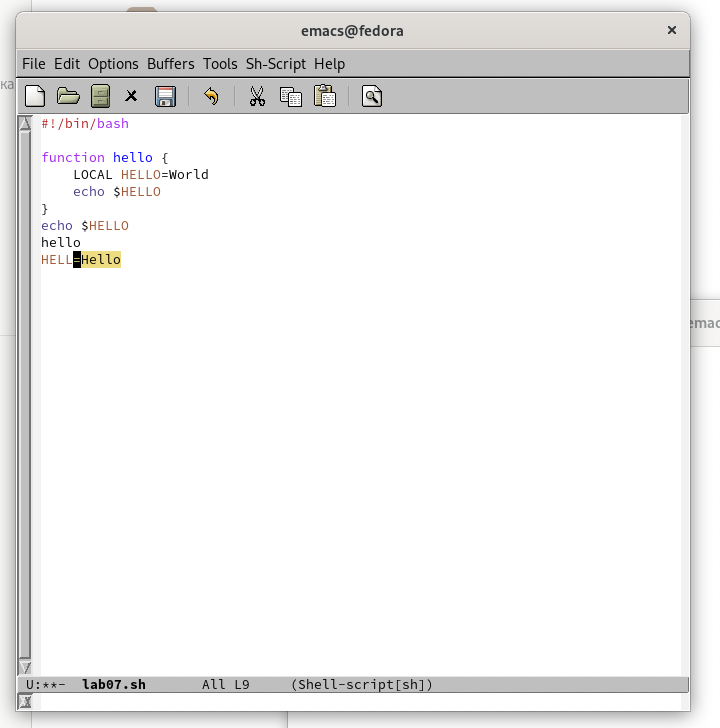 emacs@fedora
File Edit Options Buffers Tools Sh-Script Help
#!/bin/bash
function hello {
    LOCAL HELLO=World
    echo $HELLO
}
echo $HELLO
hello
HELL=Hello
U:**-  lab07.sh       All L9     (Shell-script[sh])